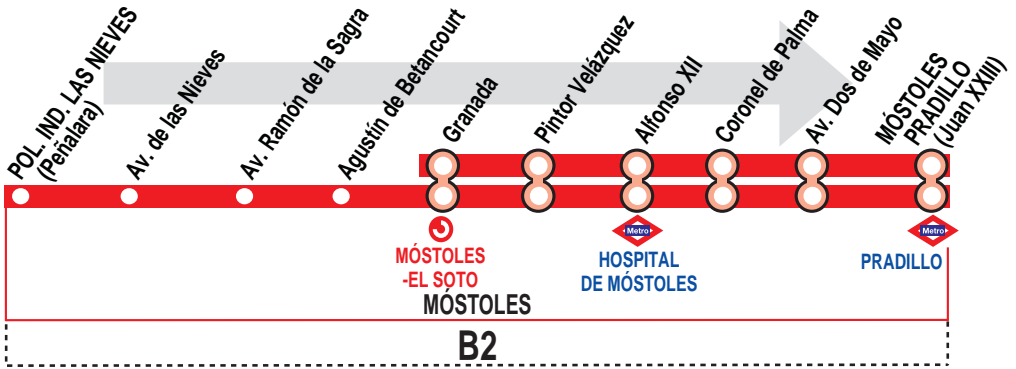 POL. IND. LAS NIEVES
(Peñalara)
Av. de las Nieves
Av. Ramón de la Sagra
Agustín de Betancourt
Granada
Pintor Velázquez
Alfonso XII
Coronel de Palma
Av. Dos de Mayo
MÓSTOLES
PRADILLO
(Juan XXIII)
Metro
Metro
MÓSTOLES
-EL SOTO
HOSPITAL
DE MÓSTOLES
PRADILLO
MÓSTOLES
B2